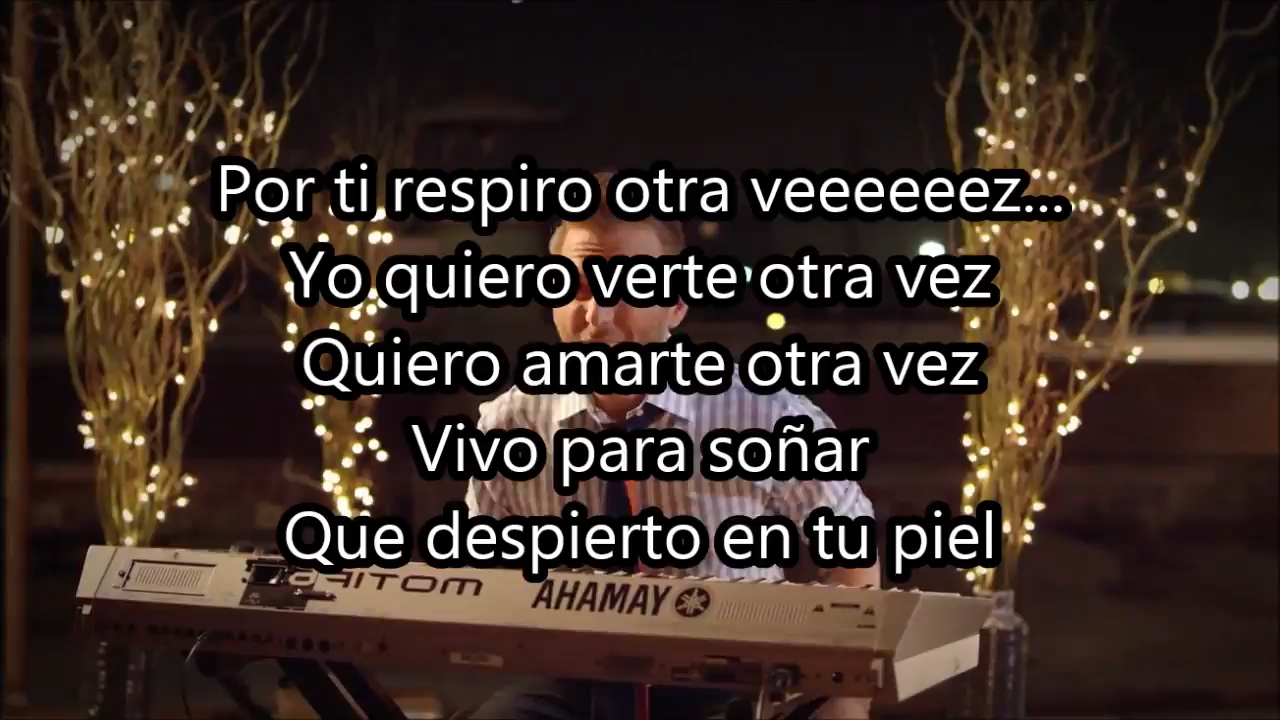 Por ti respiro otra veeeeeez...
Yo quiero verte otra vez
Quiero amarte otra vez
Vivo para soñar
Que despierto en tu piel
MOTIF
AHAMAY